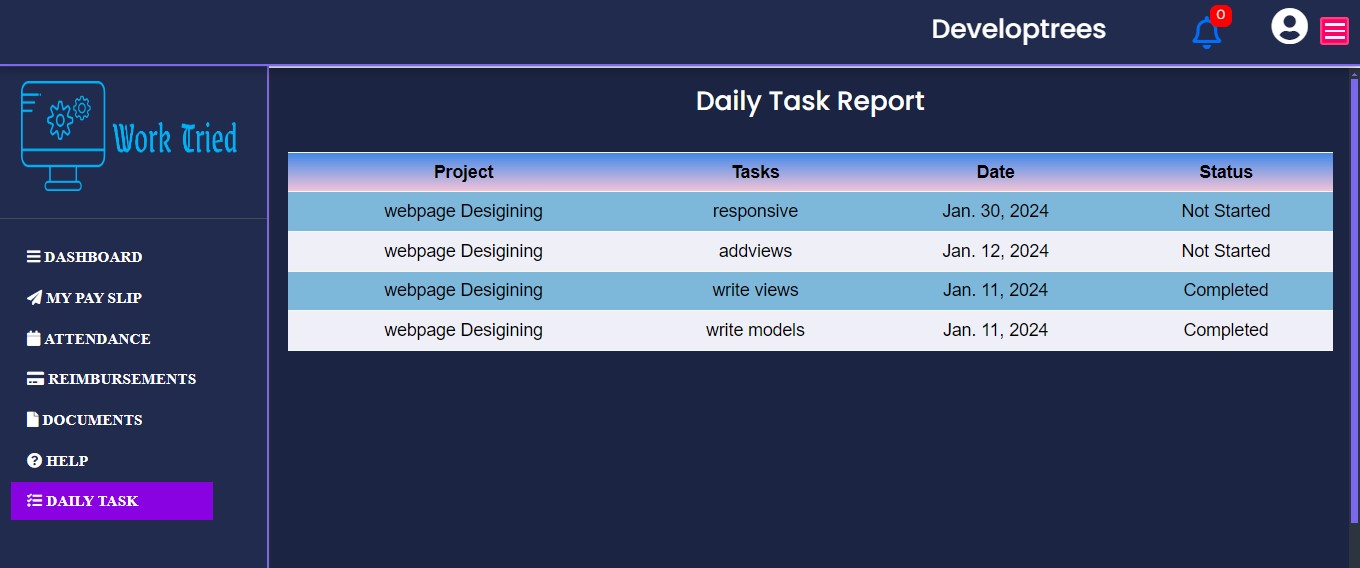 Developtrees
0
Work Tried
DASHBOARD
MY PAY SLIP
ATTENDANCE
REIMBURSEMENTS
DOCUMENTS
HELP
DAILY TASK
Daily Task Report
Project Tasks Date Status
webpage Desigining responsive Jan. 30, 2024 Not Started
webpage Desigining addviews Jan. 12, 2024 Not Started
webpage Desigining write views Jan. 11, 2024 Completed
webpage Desigining write models Jan. 11, 2024 Completed